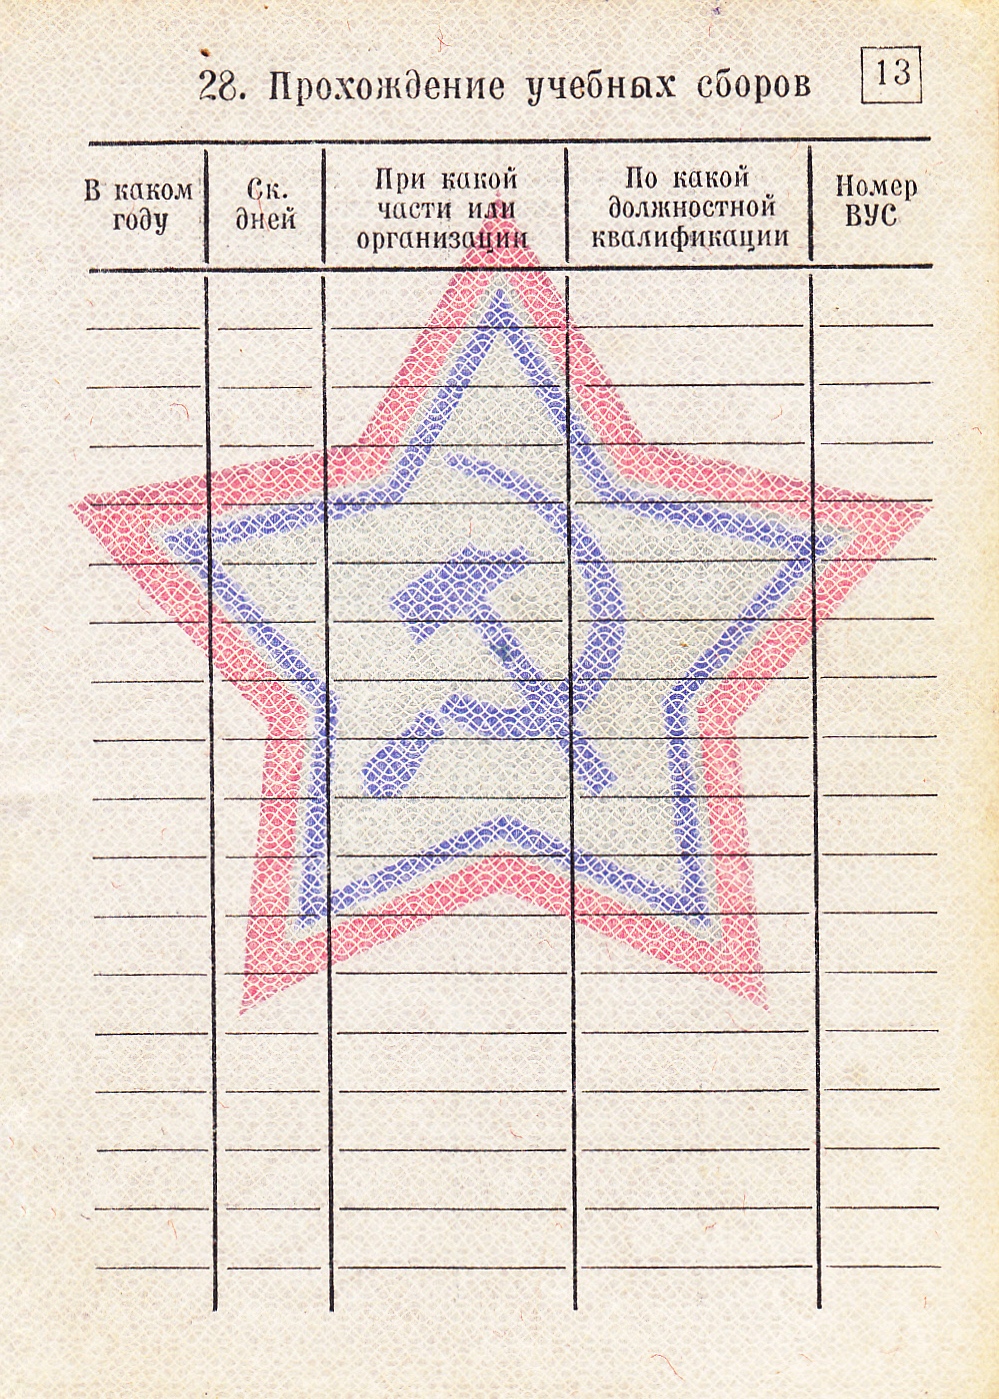 28. Прохождение учебных сборов
13
В каком
году
Ск.
дней
При какой
части или
организации
По какой
должностной
квалификации
Номер
ВУС